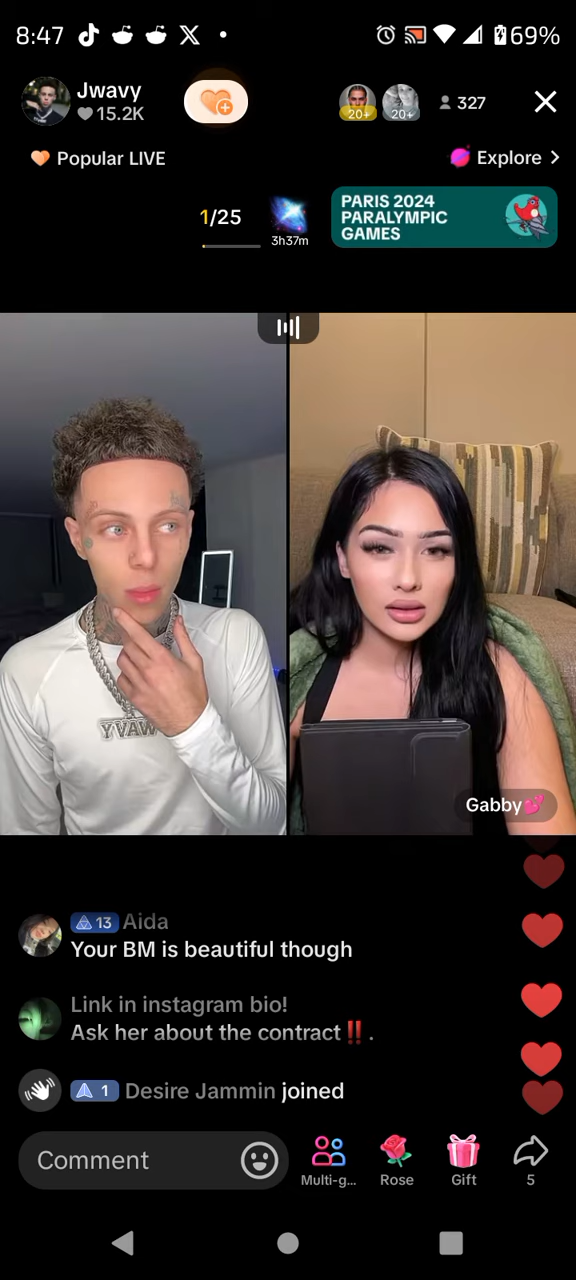 8:47
69%
Jwavy
15.2K
20+
20+
327
Popular LIVE
Explore >
1/25
3h37m
PARIS 2024
PARALYMPIC
GAMES
YVAW
Gabby💕
13 Aida
Your BM is beautiful though
Link in instagram bio!
Ask her about the contract‼️.
1 Desire Jammin joined
Comment
Multi-g...
Rose
Gift
5